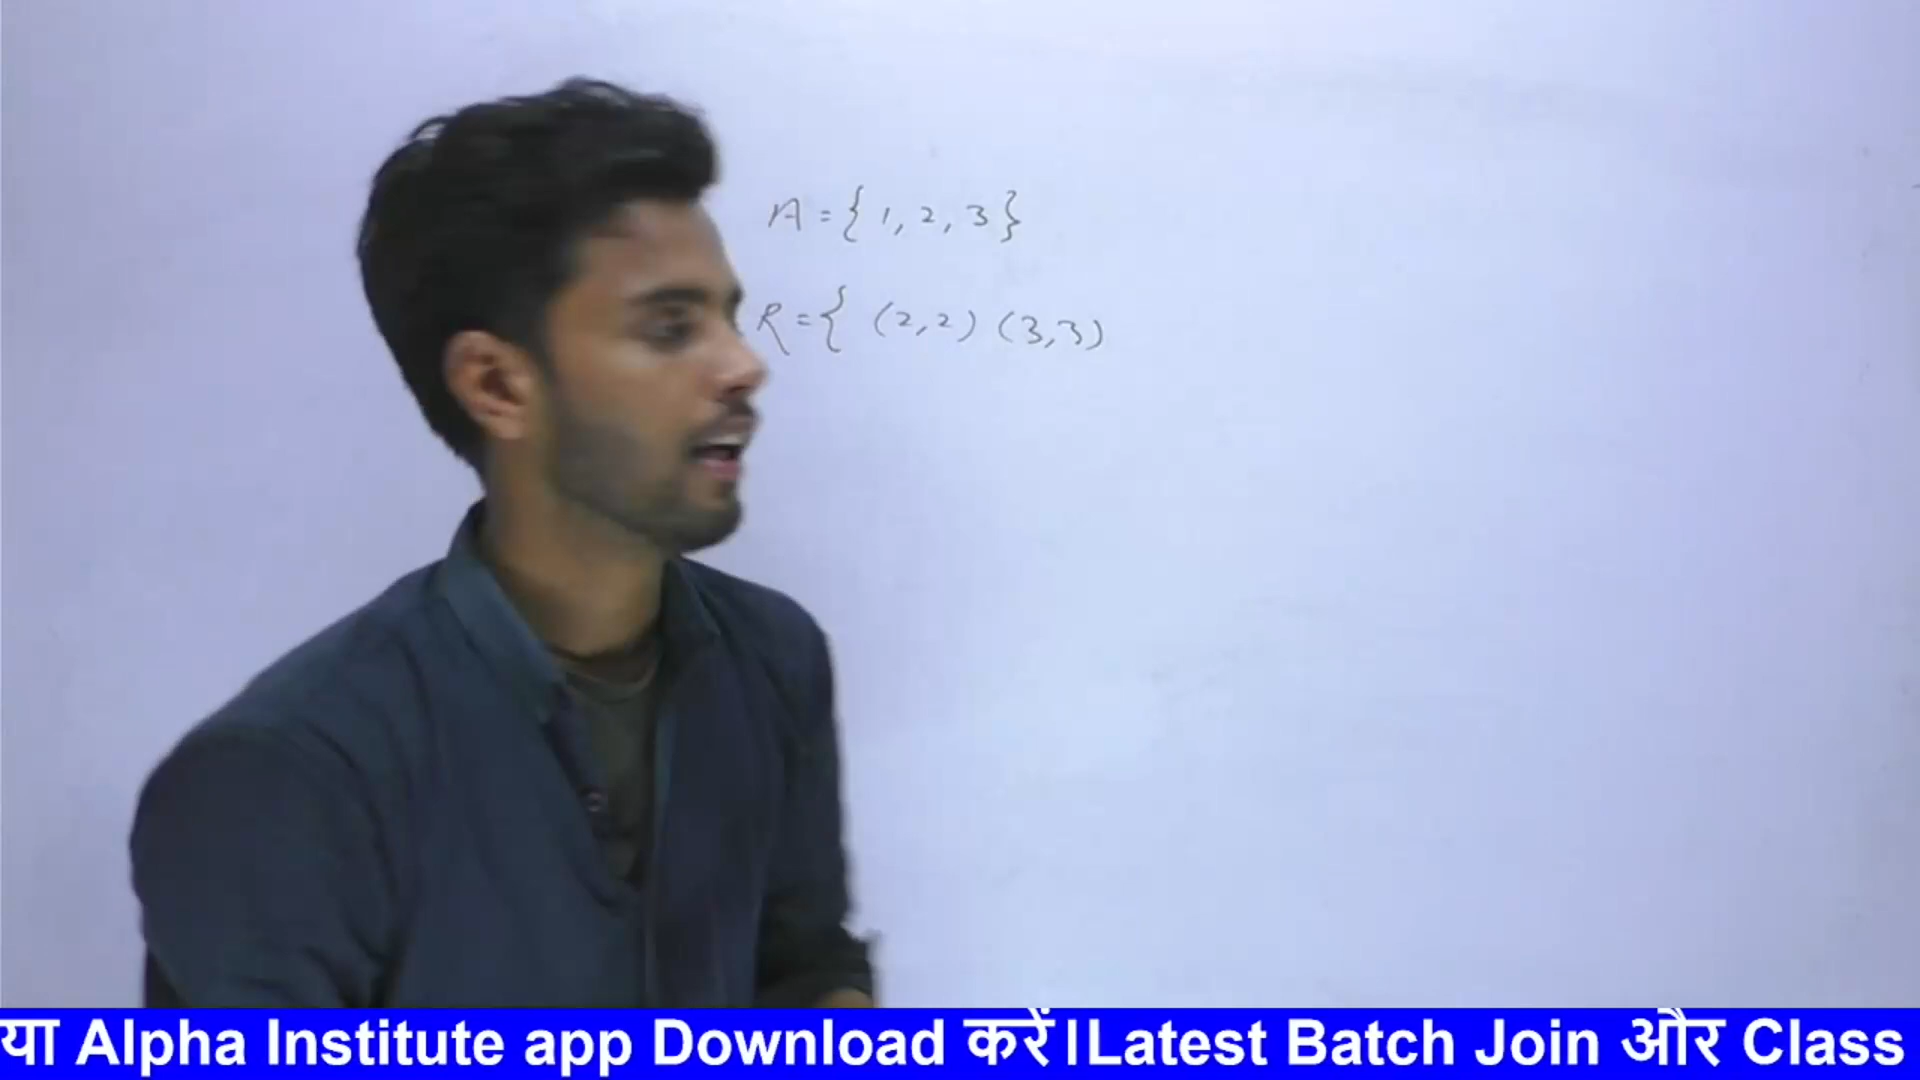 A = { 1, 2, 3 }
R = { (2,2) (3,3)
या Alpha Institute app Download करें।Latest Batch Join और Class